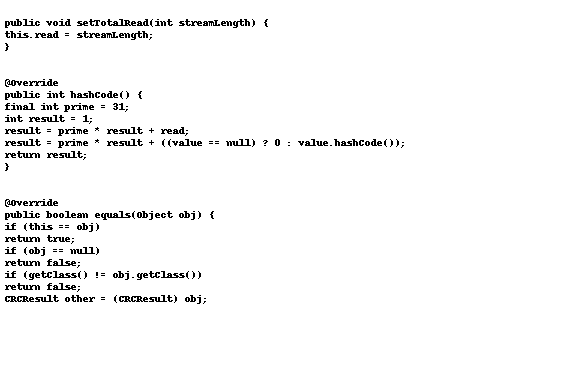 public void setTotalRead(int streamLength) {
this.read = streamLength;
}
@Override
public int hashCode() {
final int prime = 31;
int result = 1;
result = prime * result + read;
result = prime * result + ((value == null) ? 0 : value.hashCode());
return result;
}
@Override
public boolean equals(Object obj) {
if (this == obj)
return true;
if (obj == null)
return false;
if (getClass() != obj.getClass())
return false;
CRCResult other = (CRCResult) obj;